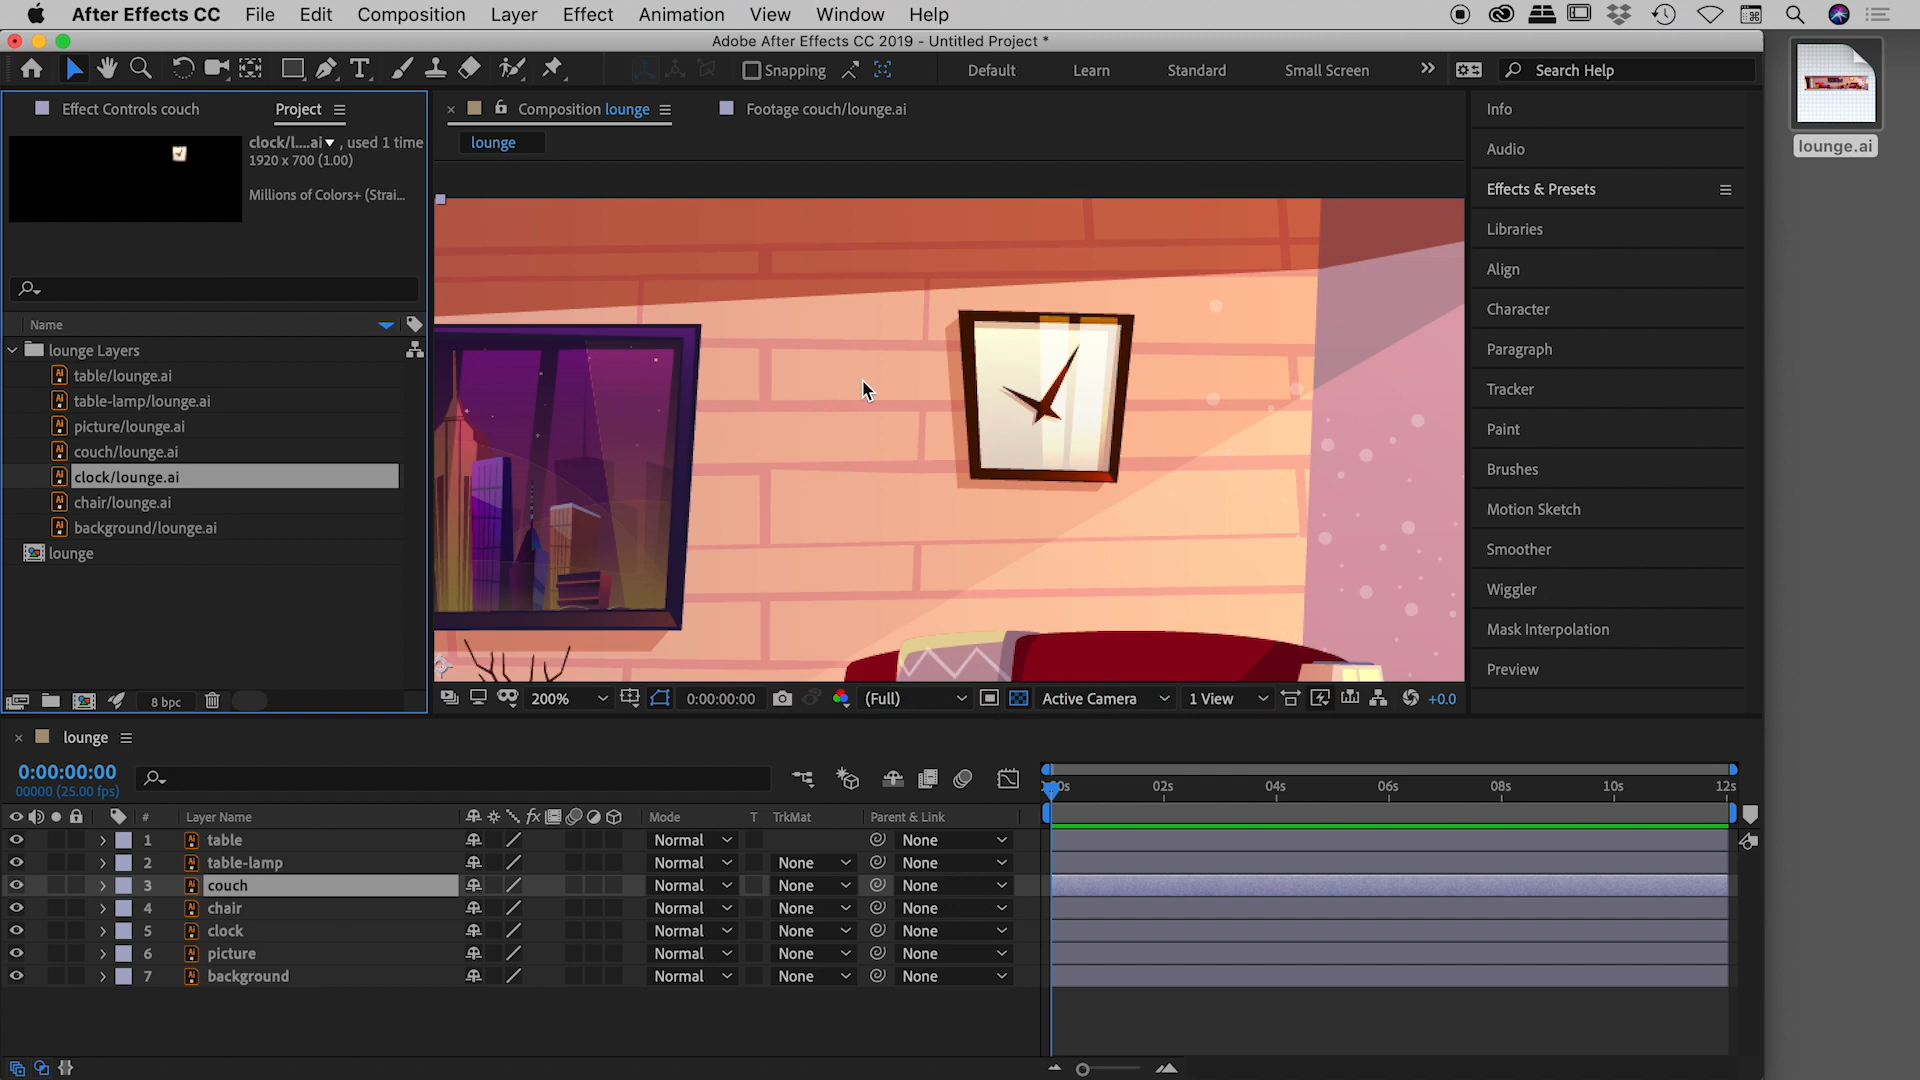 After Effects CC File Edit Composition Layer Effect Animation View Window Help
Adobe After Effects CC 2019 - Untitled Project *
Snapping Default Learn Standard Small Screen Search Help
Effect Controls couch Project
clock/l....ai , used 1 time
1920 x 700 (1.00)
Millions of Colors+ (Strai...
Name
lounge Layers
table/lounge.ai
table-lamp/lounge.ai
picture/lounge.ai
couch/lounge.ai
clock/lounge.ai
chair/lounge.ai
background/lounge.ai
lounge
8 bpc
Composition lounge Footage couch/lounge.ai
lounge
200% 0:00:00:00 (Full) Active Camera 1 View +0.0
Info
Audio
Effects & Presets
Libraries
Align
Character
Paragraph
Tracker
Paint
Brushes
Motion Sketch
Smoother
Wiggler
Mask Interpolation
Preview
lounge.ai
lounge
0:00:00:00
00000 (25.00 fps)
# Layer Name fx Mode T TrkMat Parent & Link
1 table Normal None
2 table-lamp Normal None None
3 couch Normal None None
4 chair Normal None None
5 clock Normal None None
6 picture Normal None None
7 background Normal None None
02s 04s 06s 08s 10s 12s